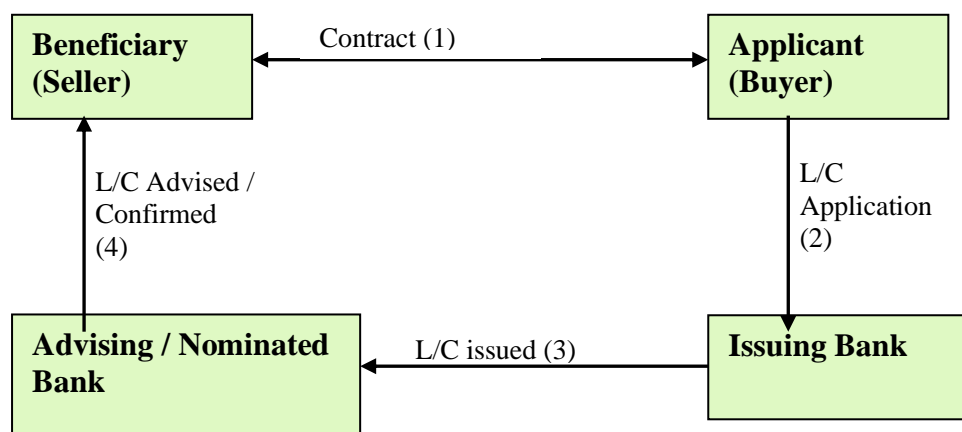 Beneficiary
(Seller)
Contract (1)
Applicant
(Buyer)
L/C Advised /
Confirmed
(4)
L/C
Application
(2)
Advising / Nominated
Bank
L/C issued (3)
Issuing Bank